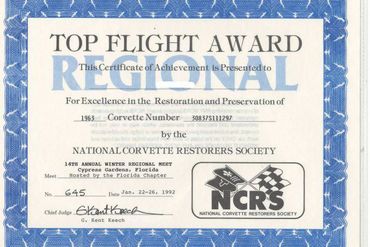 TOP FLIGHT AWARD
This Certificate of Achievement is Presented to
REGIONAL
For Excellence in the Restoration and Preservation of
1963 Corvette Number 30837S111297
by the
NATIONAL CORVETTE RESTORERS SOCIETY
14TH ANNUAL WINTER REGIONAL MEET
Cypress Gardens, Florida
Meet Hosted by the Florida Chapter
No. 645 Date Jan. 22-26, 1992
Chief Judge
G. Kent Keech
NCRS
NATIONAL CORVETTE RESTORERS SOCIETY